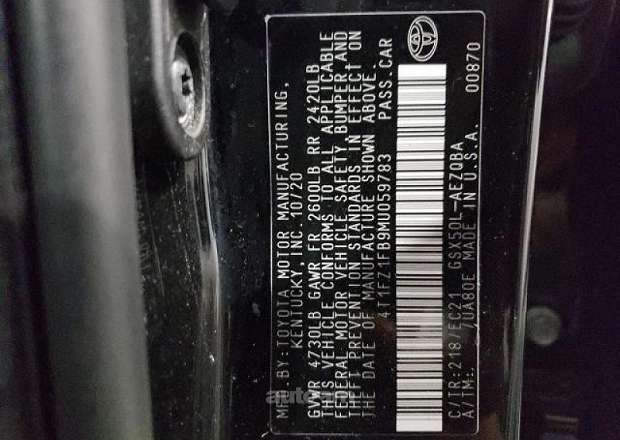 MFD. BY: TOYOTA MOTOR MANUFACTURING,
KENTUCKY, INC. 10/20
GVWR 4730LB GAWR FR 2600LB RR 2420LB
THIS VEHICLE CONFORMS TO ALL APPLICABLE
FEDERAL MOTOR VEHICLE SAFETY, BUMPER, AND
THEFT PREVENTION STANDARDS IN EFFECT ON
THE DATE OF MANUFACTURE SHOWN ABOVE.
4T1FZ1FB9MU059783 PASS. CAR
C/TR: 218/EC21 GSX50L-AEZQBA
A/TM: /UA80E MADE IN U.S.A. 00870